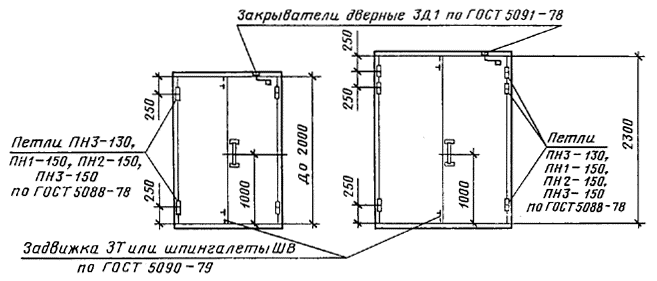 Закрыватели дверные ЗД1 по ГОСТ 5091-78
250
250
Петли ПН3-130,
ПН1-150, ПН2-150,
ПН3-150
по ГОСТ 5088-78
250
1000
До 2000
250
250
1000
2300
Петли
ПН3-130,
ПН1-150,
ПН2-150,
ПН3-150
по ГОСТ 5088-78
Задвижка ЗТ или шпингалеты ШВ
по ГОСТ 5090-79